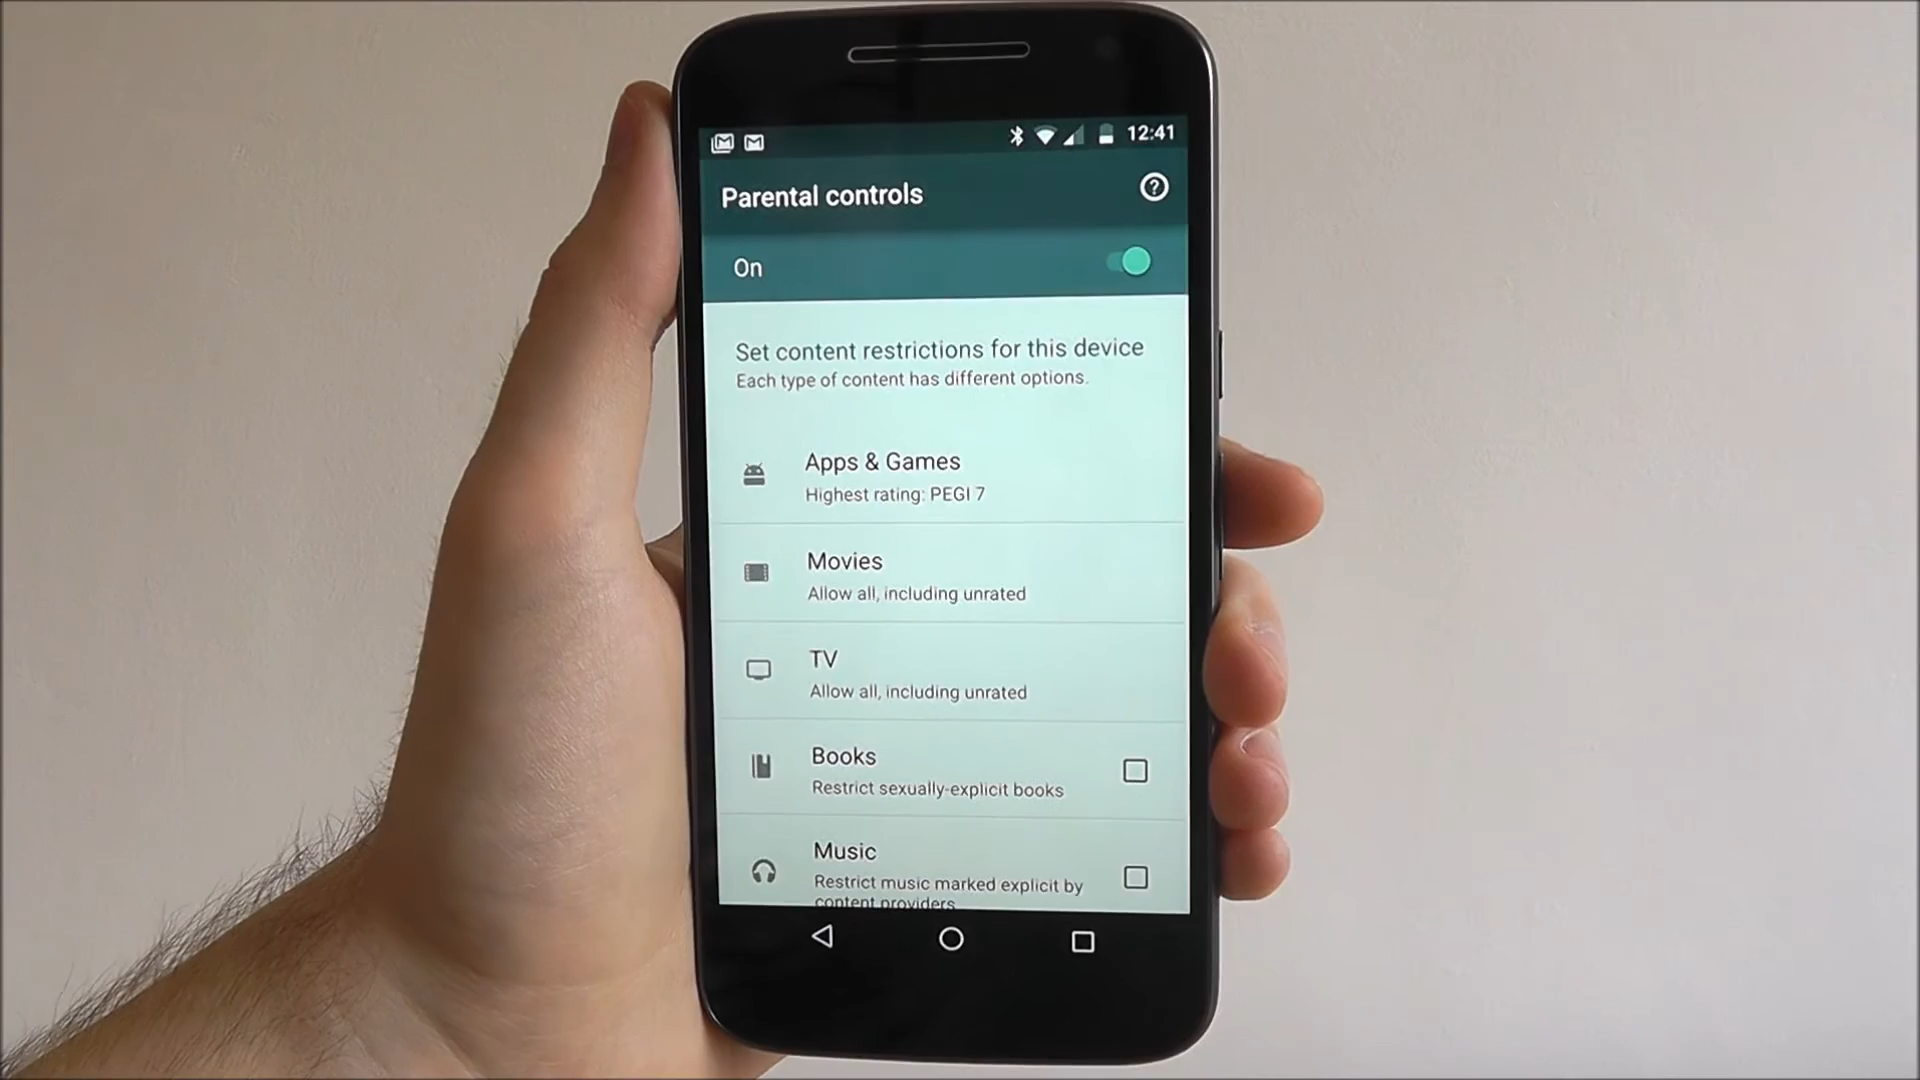 12:41
Parental controls
On
Set content restrictions for this device
Each type of content has different options.
Apps & Games
Highest rating: PEGI 7
Movies
Allow all, including unrated
TV
Allow all, including unrated
Books
Restrict sexually-explicit books
Music
Restrict music marked explicit by
content providers